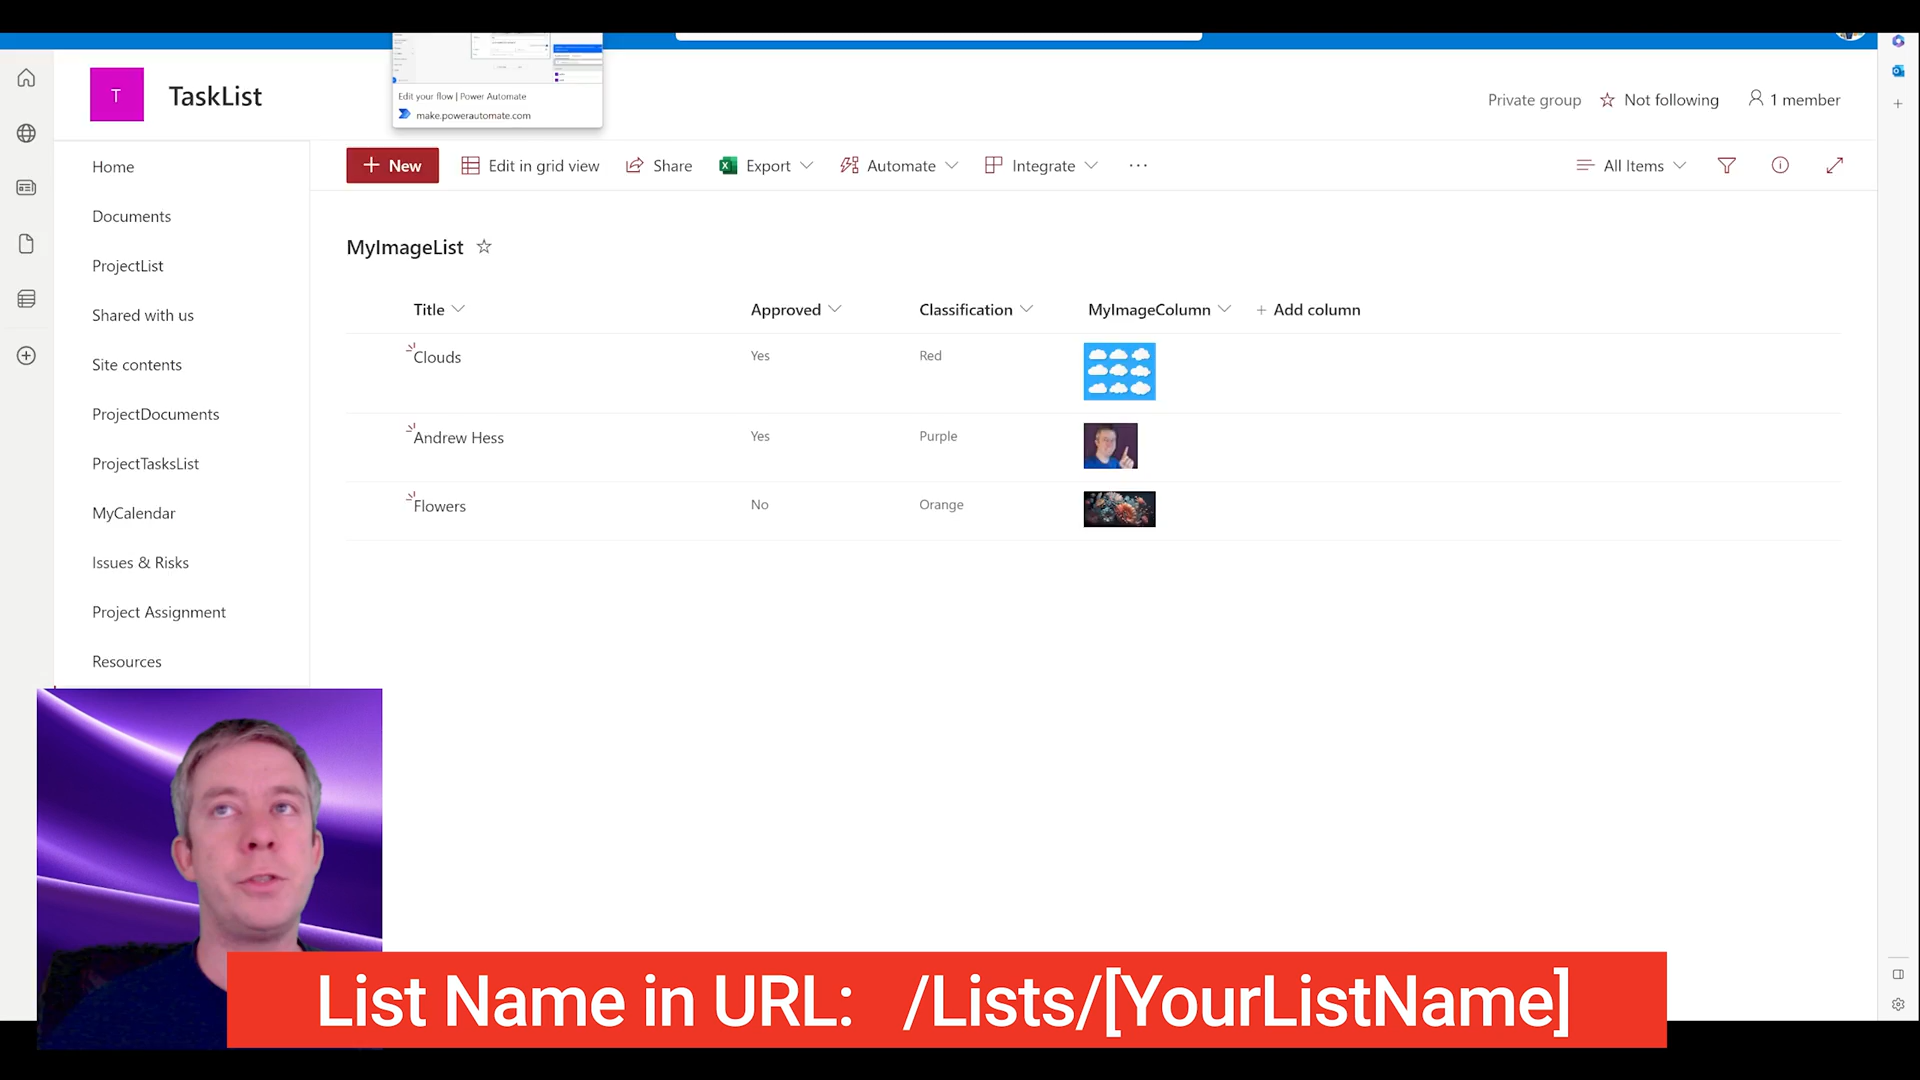 Edit your flow | Power Automate
make.powerautomate.com
T
TaskList
Private group
Not following
1 member
Home
Documents
ProjectList
Shared with us
Site contents
ProjectDocuments
ProjectTasksList
MyCalendar
Issues & Risks
Project Assignment
Resources
+ New
Edit in grid view
Share
Export
Automate
Integrate
...
All Items
MyImageList
Title
Approved
Classification
MyImageColumn
+ Add column
Clouds
Yes
Red
Andrew Hess
Yes
Purple
Flowers
No
Orange
List Name in URL: /Lists/[YourListName]